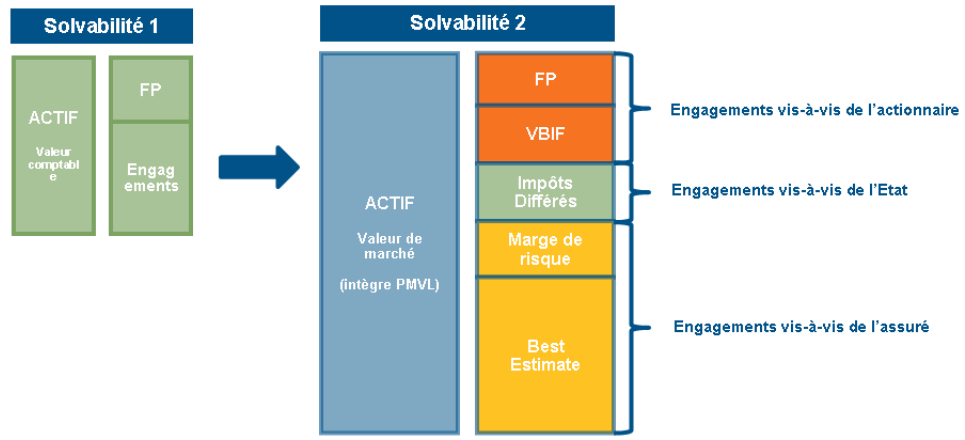 Solvabilité 1
Solvabilité 2
ACTIF
Valeur
comptabl
e
FP
Engag
ements
ACTIF
Valeur de
marché
(intègre PMVL)
FP
VBIF
Impôts
Différés
Marge de
risque
Best
Estimate
Engagements vis-à-vis de l'actionnaire
Engagements vis-à-vis de l'Etat
Engagements vis-à-vis de l'assuré